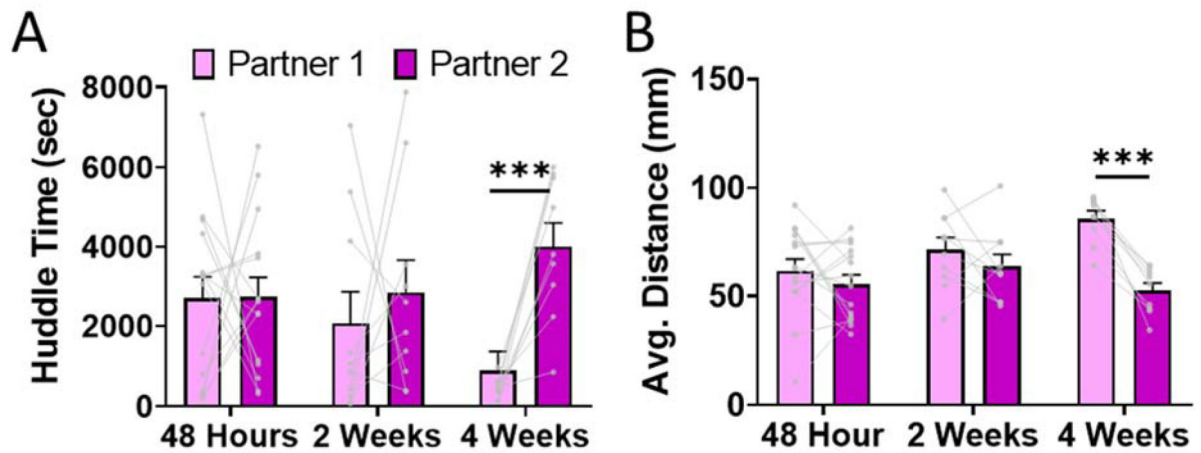 A
Partner 1 Partner 2
Huddle Time (sec)
8000
6000
4000
2000
0
***
48 Hours 2 Weeks 4 Weeks
B
Avg. Distance (mm)
150
100
50
0
***
48 Hour 2 Weeks 4 Weeks